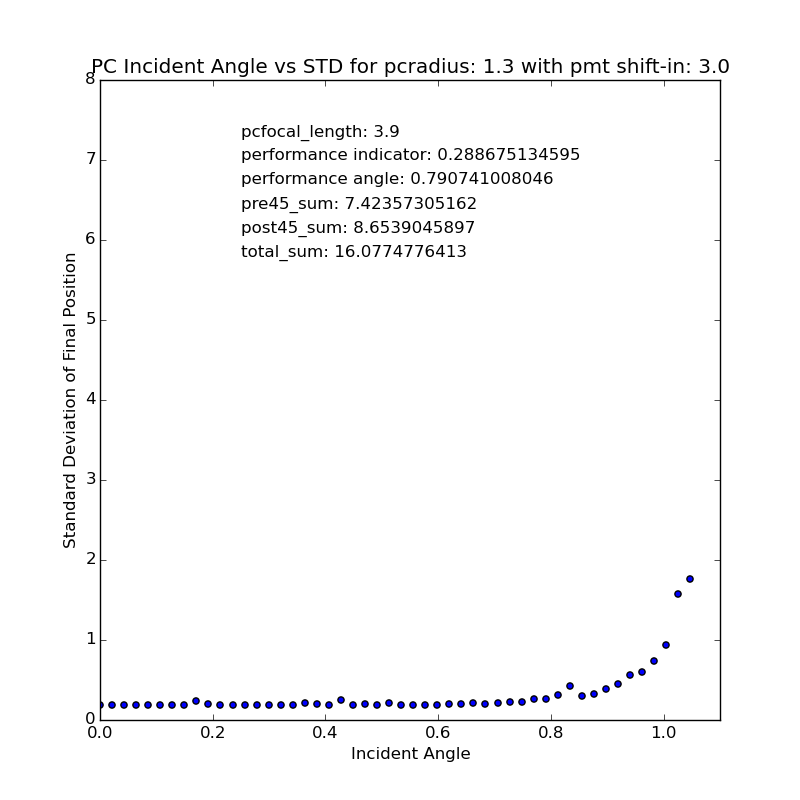 PC Incident Angle vs STD for pcradius: 1.3 with pmt shift-in: 3.0
8
pcfocal_length: 3.9
performance indicator: 0.288675134595
7
performance angle: 0.790741008046
pre45_sum: 7.42357305162
post45_sum: 8.6539045897
6
total_sum: 16.0774776413
5
4
3
2
1
0
Standard Deviation of Final Position
0.0 0.2 0.4 0.6 0.8 1.0
Incident Angle